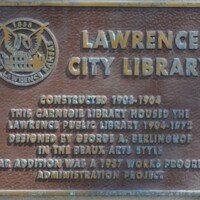 LAWRENCE
CITY LIBRARY
CONSTRUCTED 1903-1904
THIS CARNEGIE LIBRARY HOUSED THE
LAWRENCE PUBLIC LIBRARY 1904-1972
DESIGNED BY GEORGE A. BERLINGHOF
IN THE BEAUX ARTS STYLE
REAR ADDITION WAS A 1937 WORKS PROGRESS
ADMINISTRATION PROJECT